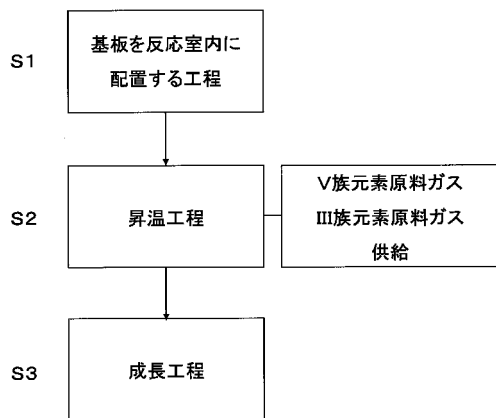 S1
基板を反応室内に
配置する工程
S2
昇温工程
V族元素原料ガス
III族元素原料ガス
供給
S3
成長工程